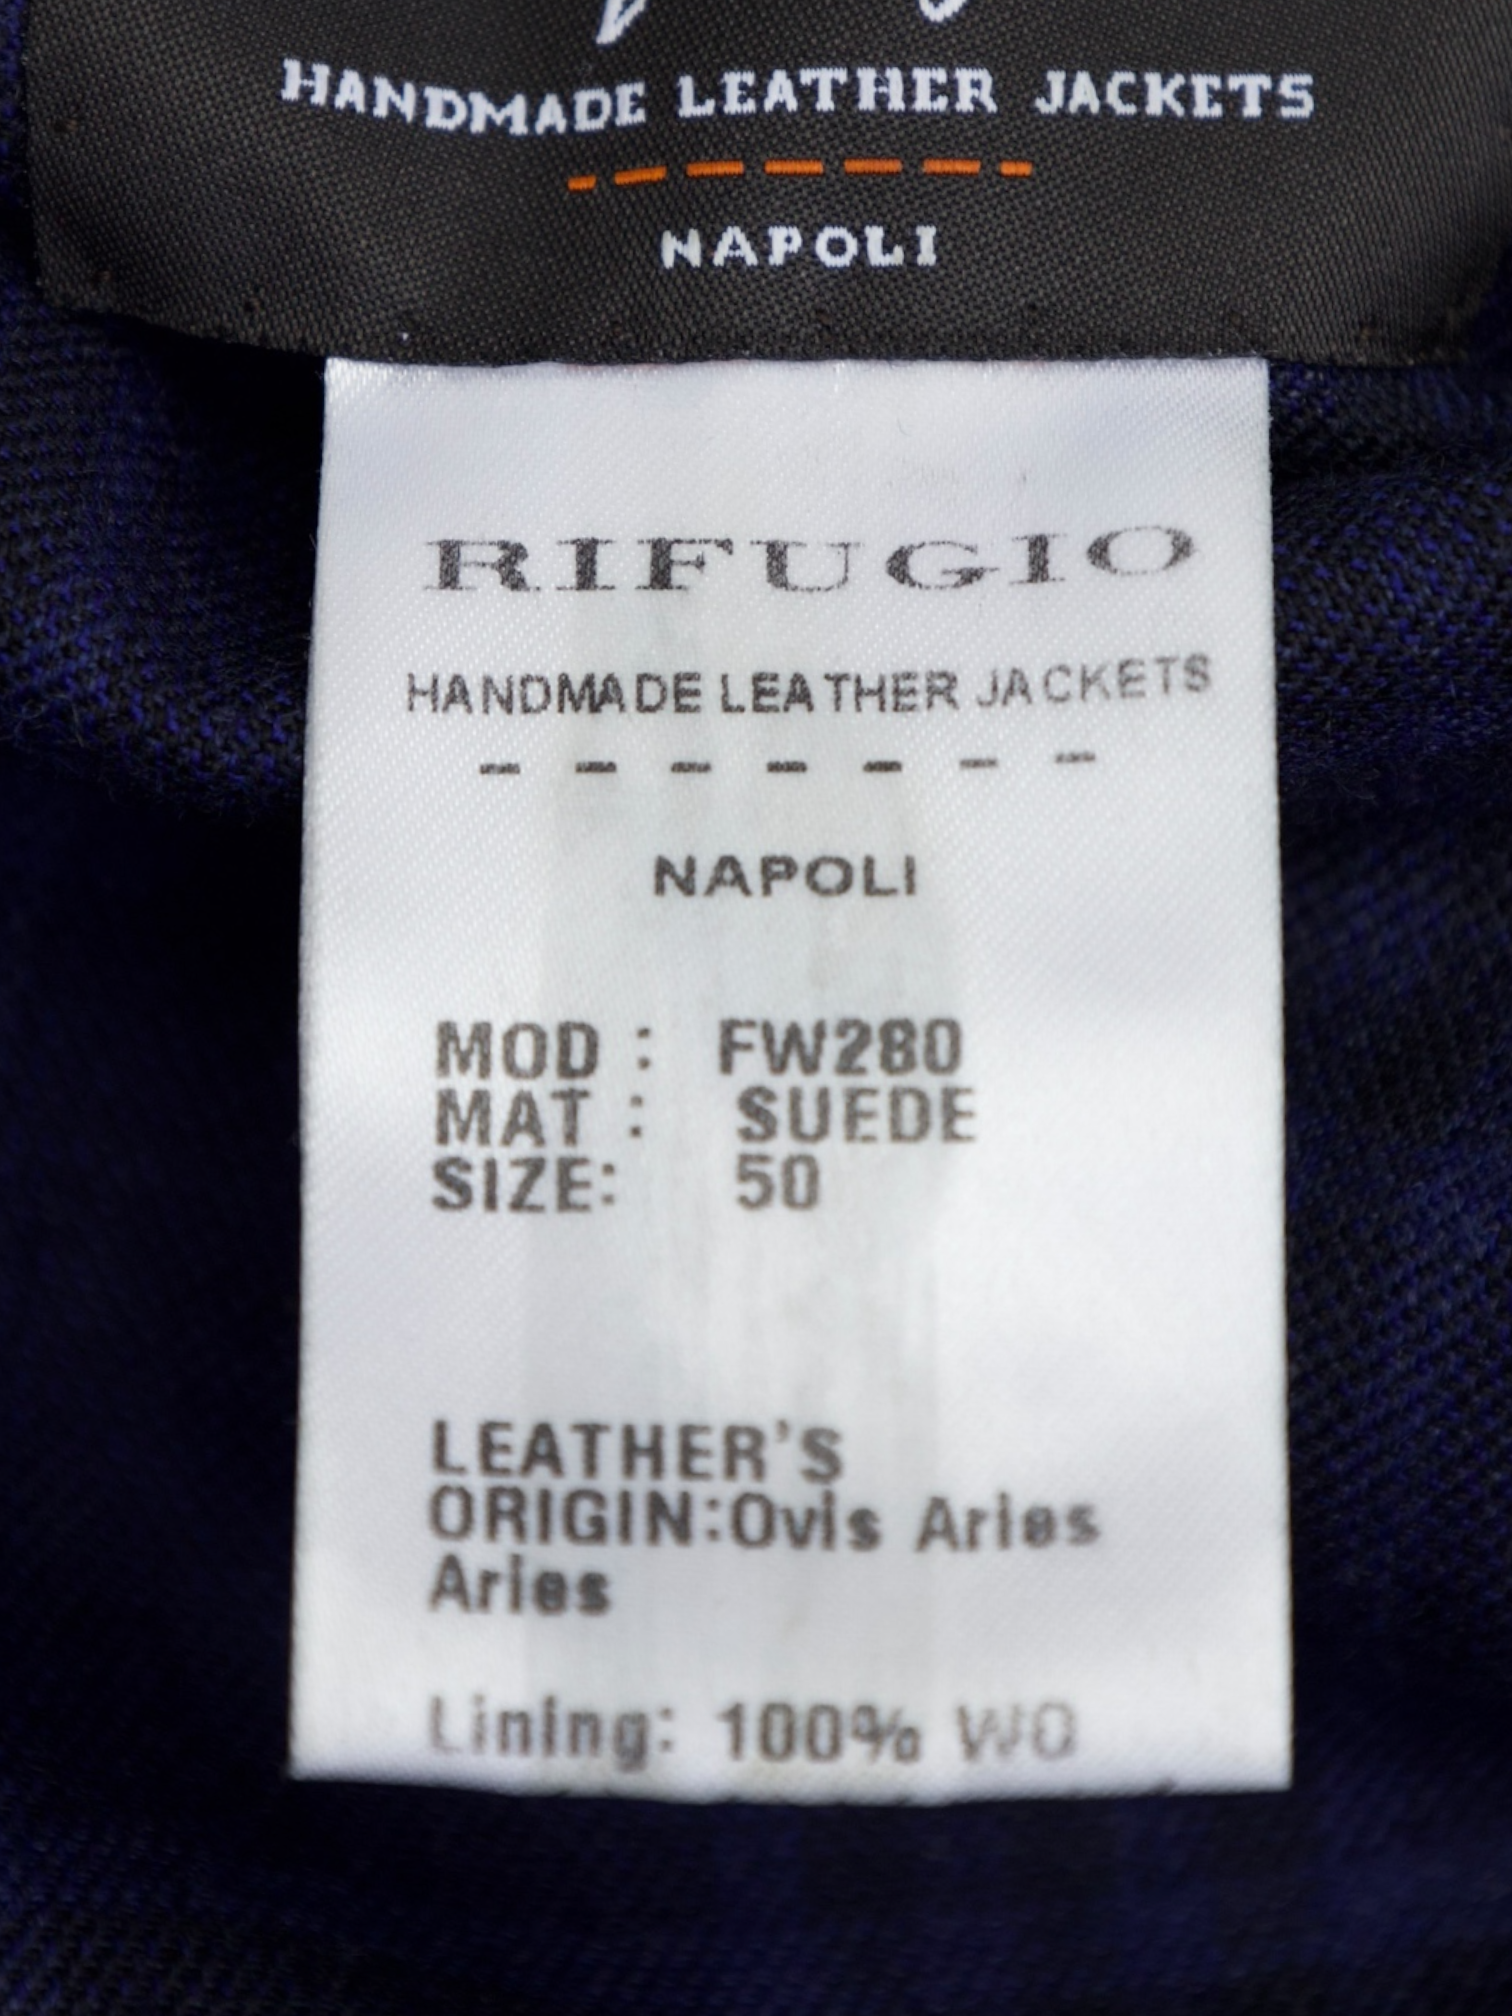 HANDMADE LEATHER JACKETS
NAPOLI
RIFUGIO
HANDMADE LEATHER JACKETS
- - - - - - -
NAPOLI
MOD : FW280
MAT : SUEDE
SIZE: 50
LEATHER'S
ORIGIN:Ovis Aries
Aries
Lining: 100% WO